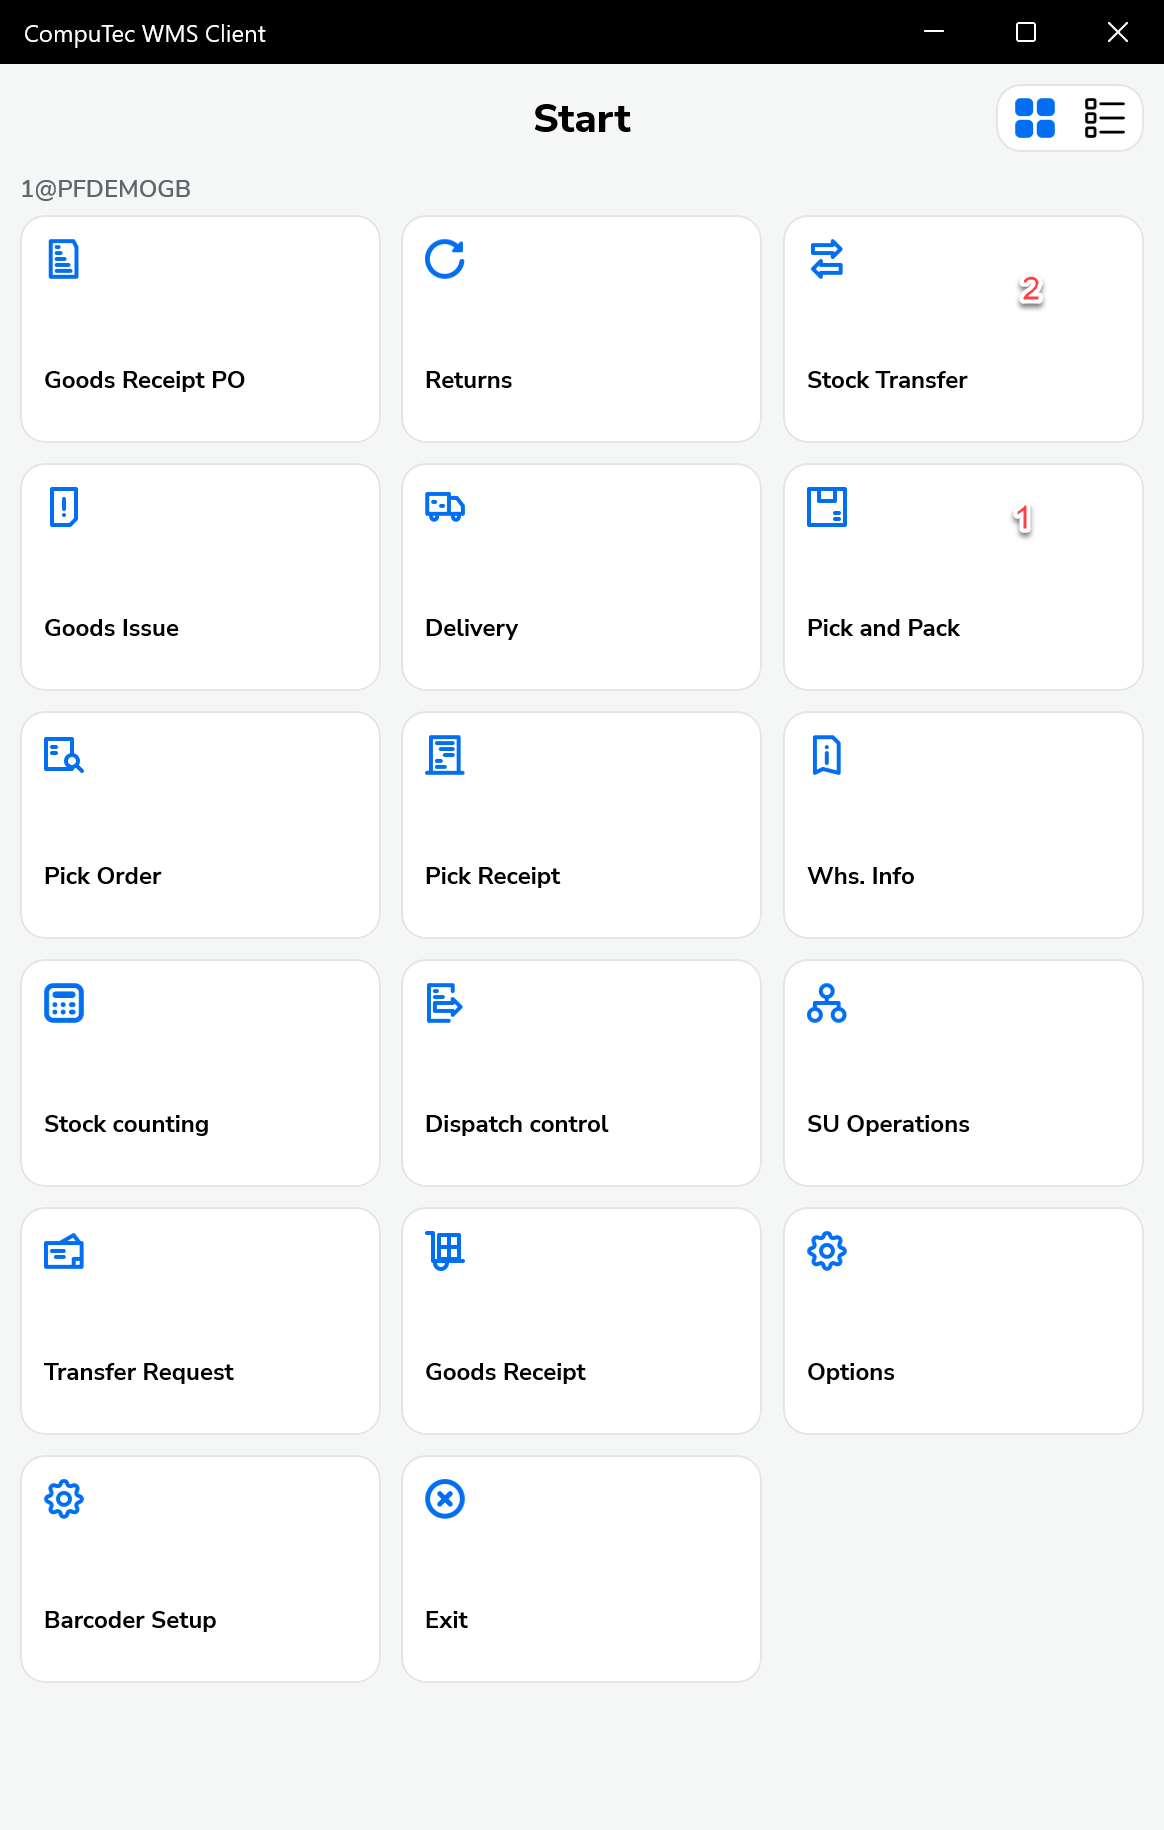 CompuTec WMS Client
Start
1@PFDEMOGB
Goods Receipt PO
Returns
2
Stock Transfer
Goods Issue
Delivery
1
Pick and Pack
Pick Order
Pick Receipt
Whs. Info
Stock counting
Dispatch control
SU Operations
Transfer Request
Goods Receipt
Options
Barcoder Setup
Exit